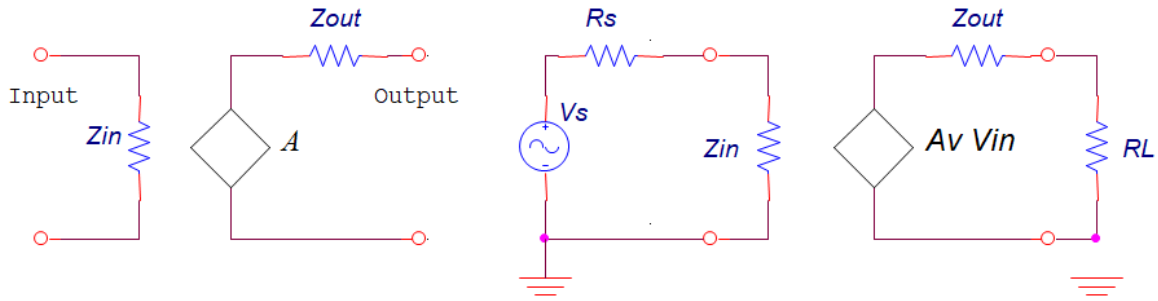 Zout
Input
Zin
A
Output
Rs
Vs
+
-
Zin
Zout
Av Vin
RL